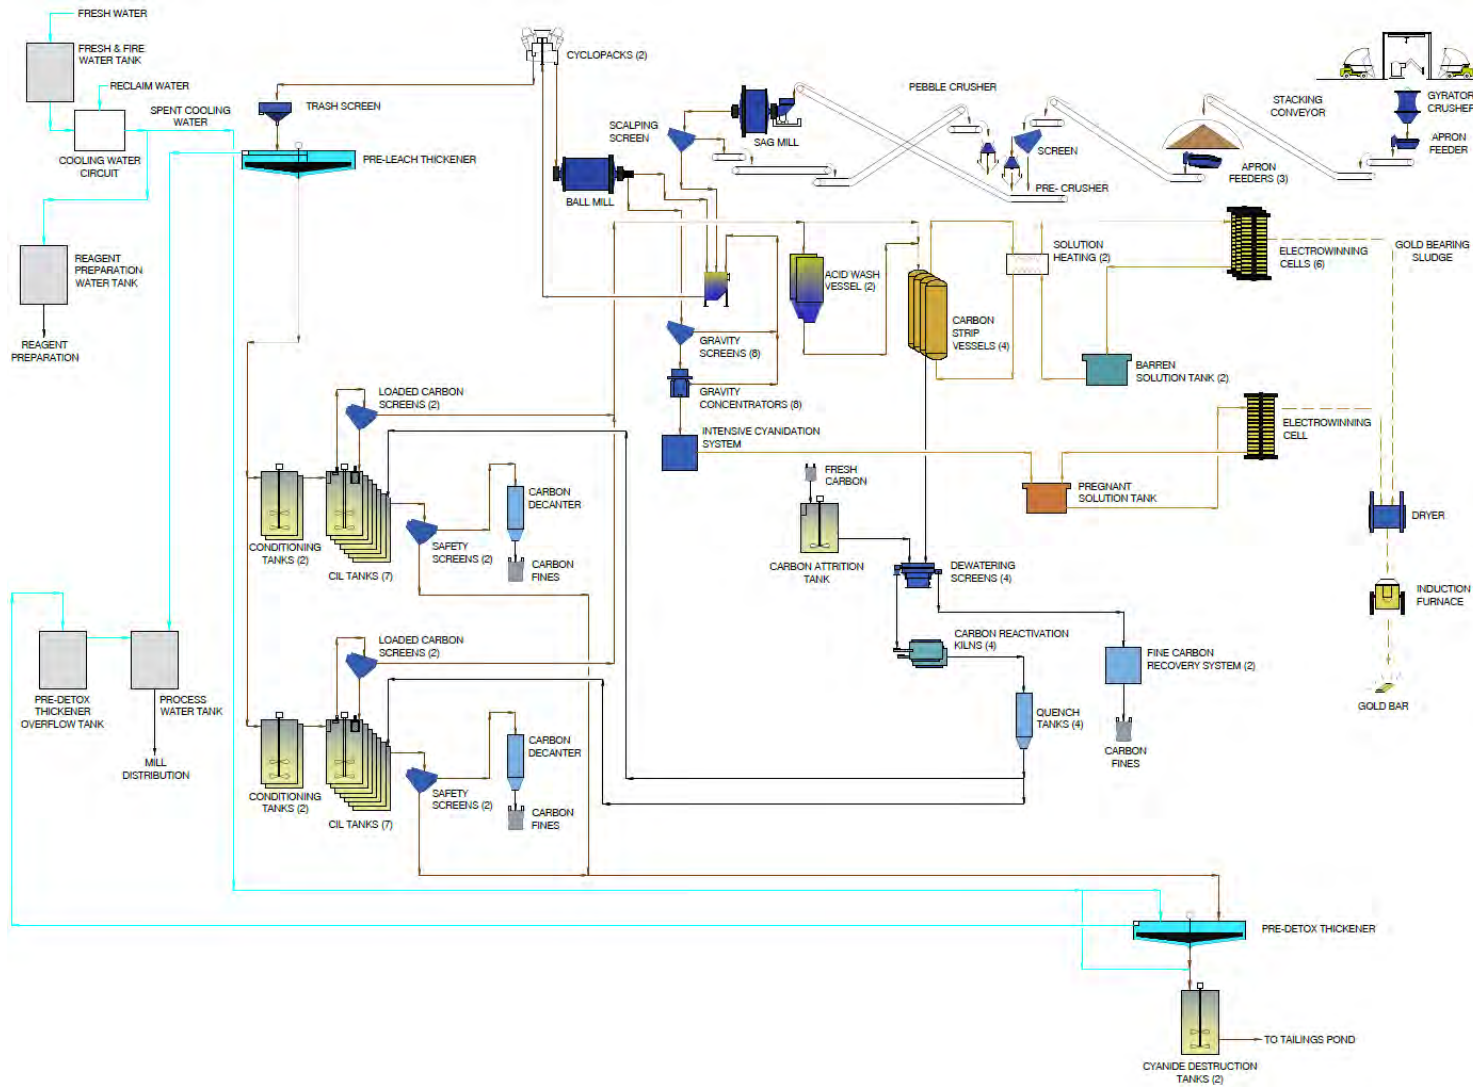 FRESH WATER
FRESH & FIRE
WATER TANK
RECLAIM WATER
SPENT COOLING
WATER
COOLING WATER
CIRCUIT
TRASH SCREEN
PRE-LEACH THICKENER
CYCLOPACKS (2)
BALL MILL
SCALPING
SCREEN
SAG MILL
PEBBLE CRUSHER
SCREEN
PRE- CRUSHER
STACKING
CONVEYOR
APRON
FEEDERS (3)
GYRATOR
CRUSHER
APRON
FEEDER
REAGENT
PREPARATION
WATER TANK
REAGENT
PREPARATION
ACID WASH
VESSEL (2)
CARBON
STRIP
VESSELS (4)
SOLUTION
HEATING (2)
ELECTROWINNING
CELLS (6)
GOLD BEARING
SLUDGE
BARREN
SOLUTION TANK (2)
GRAVITY
SCREENS (8)
GRAVITY
CONCENTRATORS (8)
INTENSIVE CYANIDATION
SYSTEM
ELECTROWINNING
CELL
PREGNANT
SOLUTION TANK
DRYER
INDUCTION
FURNACE
GOLD BAR
LOADED CARBON
SCREENS (2)
CONDITIONING
TANKS (2)
CIL TANKS (7)
SAFETY
SCREENS (2)
CARBON
DECANTER
CARBON
FINES
FRESH
CARBON
CARBON ATTRITION
TANK
DEWATERING
SCREENS (4)
CARBON REACTIVATION
KILNS (4)
FINE CARBON
RECOVERY SYSTEM (2)
QUENCH
TANKS (4)
CARBON
FINES
PRE-DETOX
THICKENER
OVERFLOW TANK
PROCESS
WATER TANK
MILL
DISTRIBUTION
LOADED CARBON
SCREENS (2)
CONDITIONING
TANKS (2)
CIL TANKS (7)
SAFETY
SCREENS (2)
CARBON
DECANTER
CARBON
FINES
PRE-DETOX THICKENER
TO TAILINGS POND
CYANIDE DESTRUCTION
TANKS (2)